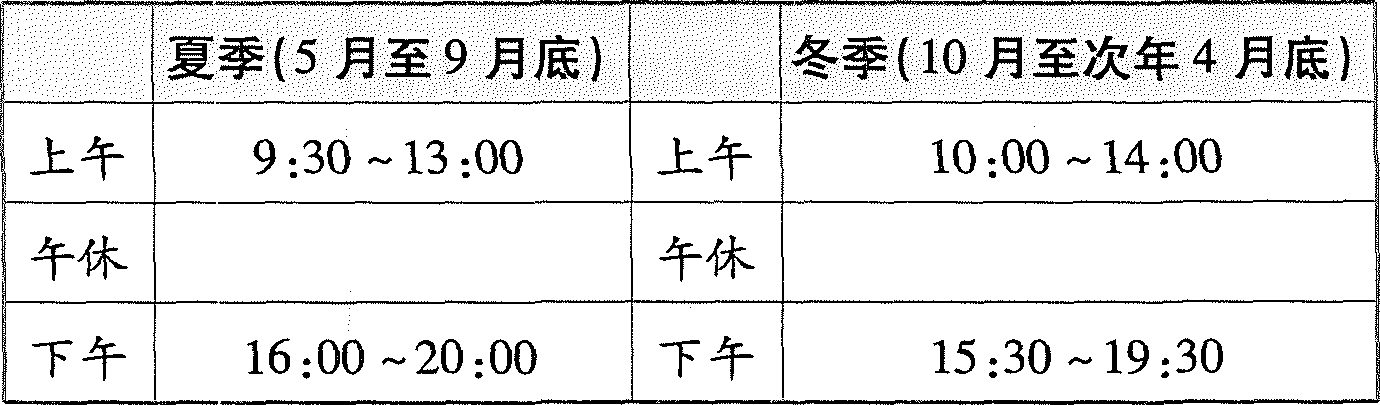 夏季(5 月至 9 月底) 冬季(10 月至次年 4 月底)
上午 9:30 ~ 13:00 上午 10:00 ~ 14:00
午休 午休
下午 16:00 ~ 20:00 下午 15:30 ~ 19:30